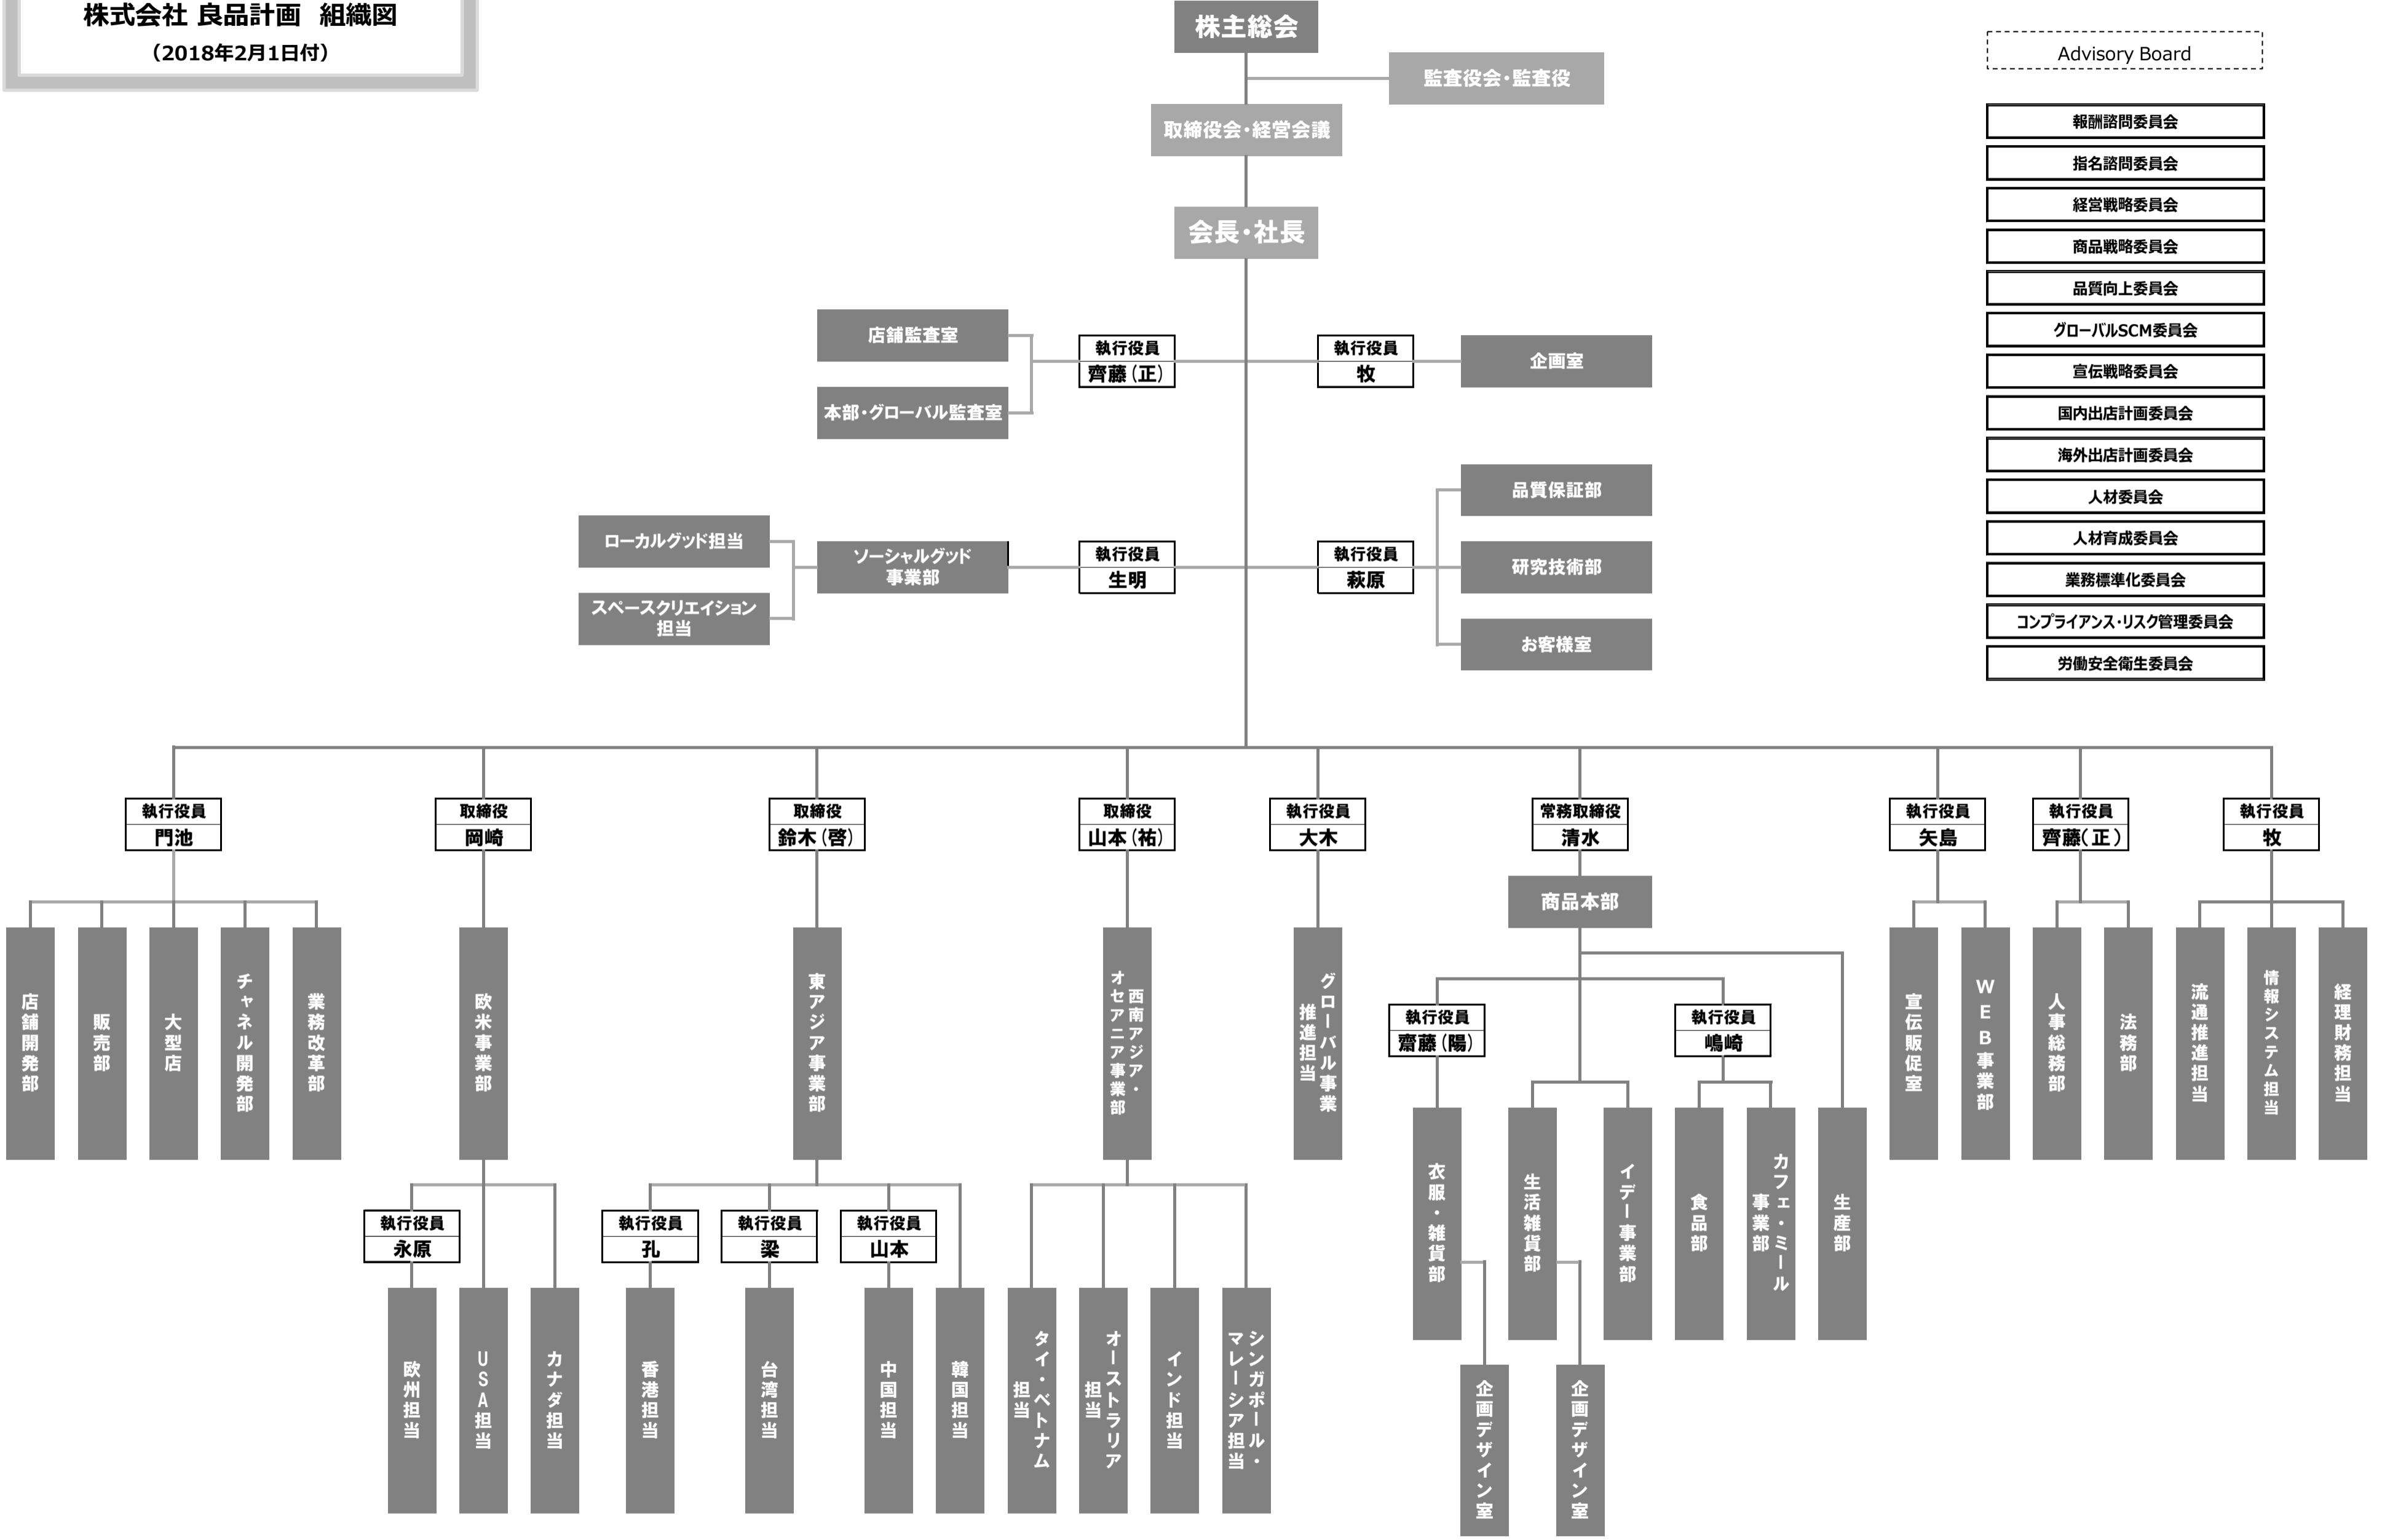 株式会社 良品計画　組織図
（2018年2月1日付）
株主総会
監査役会・監査役
取締役会・経営会議
会長・社長
Advisory Board
報酬諮問委員会
指名諮問委員会
経営戦略委員会
商品戦略委員会
品質向上委員会
グローバルSCM委員会
宣伝戦略委員会
国内出店計画委員会
海外出店計画委員会
人材委員会
人材育成委員会
業務標準化委員会
コンプライアンス・リスク管理委員会
労働安全衛生委員会
店舗監査室
本部・グローバル監査室
執行役員
齊藤（正）
執行役員
牧
企画室
ローカルグッド担当
スペースクリエイション
担当
ソーシャルグッド
事業部
執行役員
生明
執行役員
萩原
品質保証部
研究技術部
お客様室
執行役員
門池
取締役
岡崎
取締役
鈴木（啓）
取締役
山本（祐）
執行役員
大木
常務取締役
清水
執行役員
矢島
執行役員
齊藤（正）
執行役員
牧
商品本部
店舗開発部
販売部
大型店
チャネル開発部
業務改革部
欧米事業部
東アジア事業部
西南アジア・
オセアニア事業部
グローバル事業
推進担当
執行役員
齋藤（陽）
執行役員
嶋崎
宣伝販促室
ＷＥＢ事業部
人事総務部
法務部
流通推進担当
情報システム担当
経理財務担当
衣服・雑貨部
生活雑貨部
イデー事業部
食品部
カフェ・ミール
事業部
生産部
執行役員
永原
執行役員
孔
執行役員
梁
執行役員
山本
欧州担当
USA担当
カナダ担当
香港担当
台湾担当
中国担当
韓国担当
タイ・ベトナム
担当
オーストラリア
担当
インド担当
シンガポール・
マレーシア担当
企画デザイン室
企画デザイン室